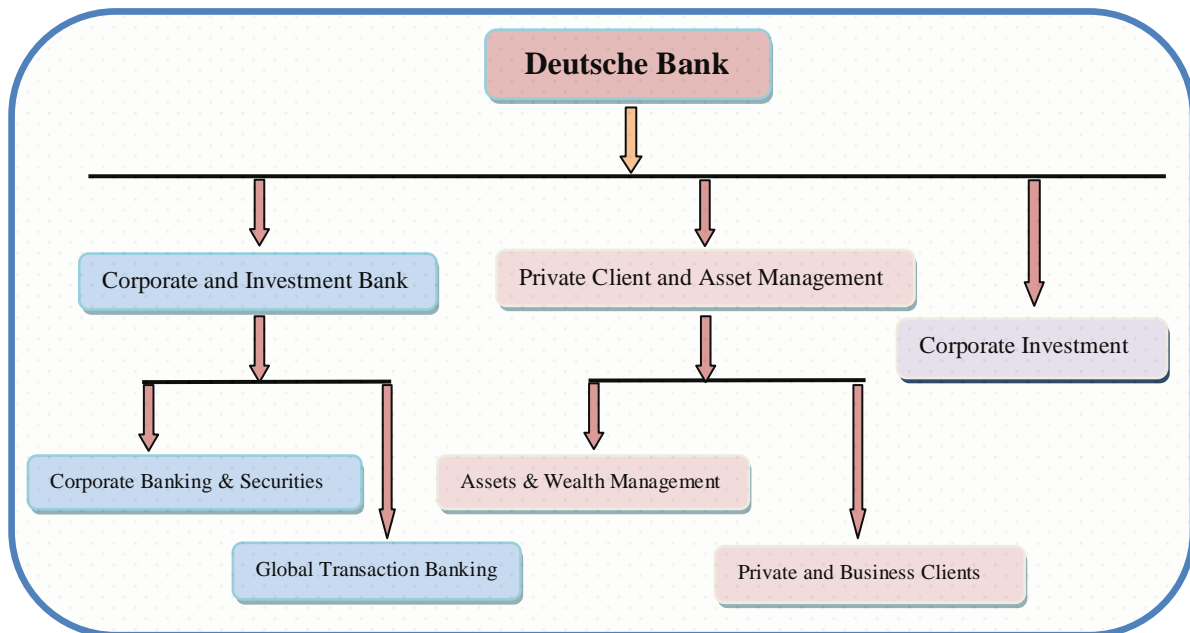 Deutsche Bank
Corporate and Investment Bank
Private Client and Asset Management
Corporate Investment
Corporate Banking & Securities
Assets & Wealth Management
Global Transaction Banking
Private and Business Clients